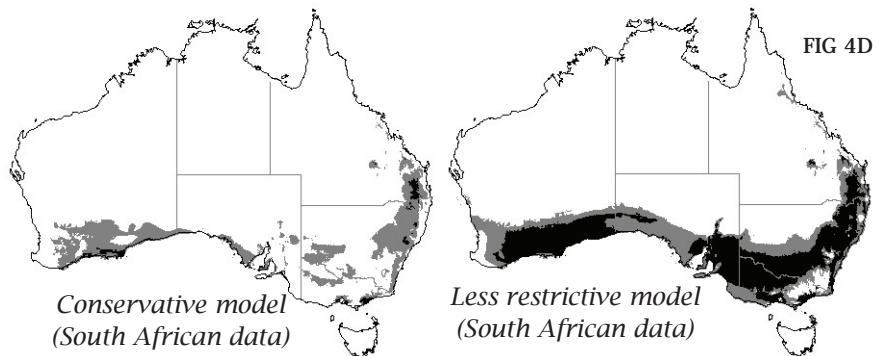 FIG 4D
Conservative model
(South African data)
Less restrictive model
(South African data)